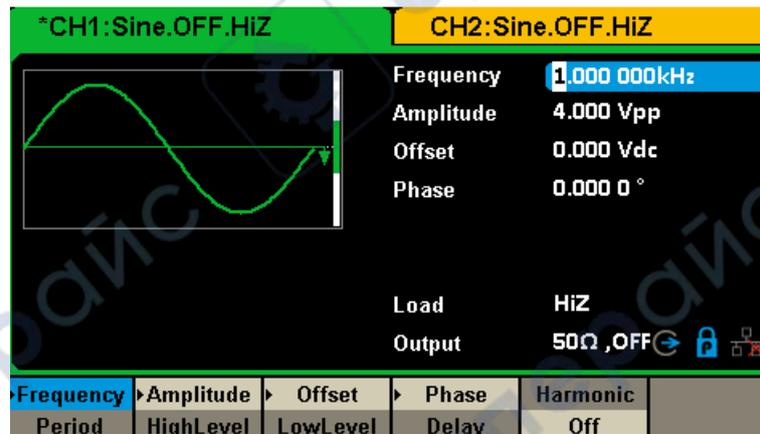 *CH1:Sine.OFF.HiZ CH2:Sine.OFF.HiZ
Frequency 1.000 000kHz
Amplitude 4.000 Vpp
Offset 0.000 Vdc
Phase 0.000 0 °
Load HiZ
Output 50Ω ,OFF P
Frequency Amplitude Offset Phase Harmonic
Period HighLevel LowLevel Delay Off